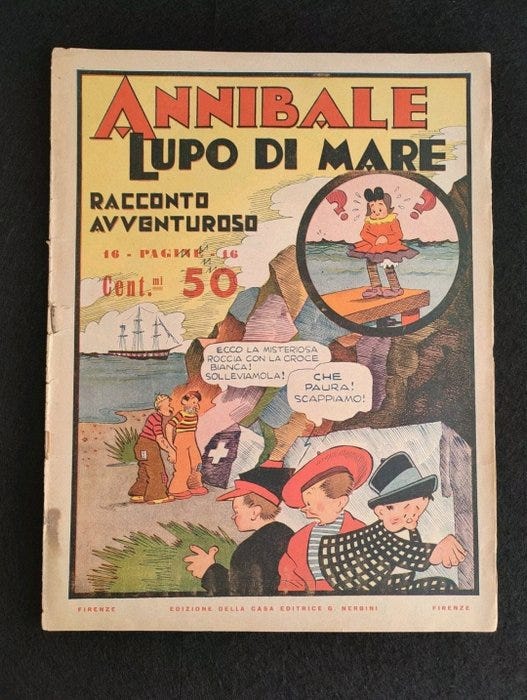 ANNIBALE
LUPO DI MARE
RACCONTO
AVVENTUROSO
16 - PAGINE - 16
Cent.mi 50
? ?
ECCO LA MISTERIOSA
ROCCIA CON LA CROCE
BIANCA!
SOLLEVIAMOLA!
CHE
PAURA!
SCAPPIAMO!
FIRENZE EDIZIONE DELLA CASA EDITRICE G. NERBINI FIRENZE